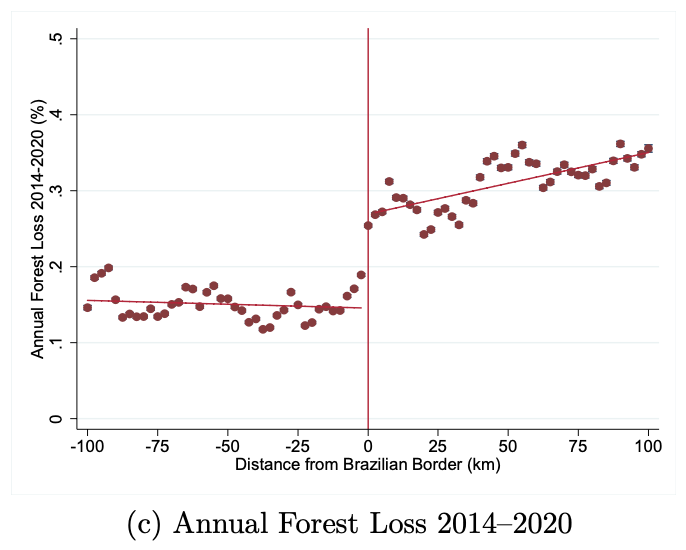 .5
.4
.3
.2
.1
0
Annual Forest Loss 2014-2020 (%)
-100 -75 -50 -25 0 25 50 75 100
Distance from Brazilian Border (km)
(c) Annual Forest Loss 2014–2020